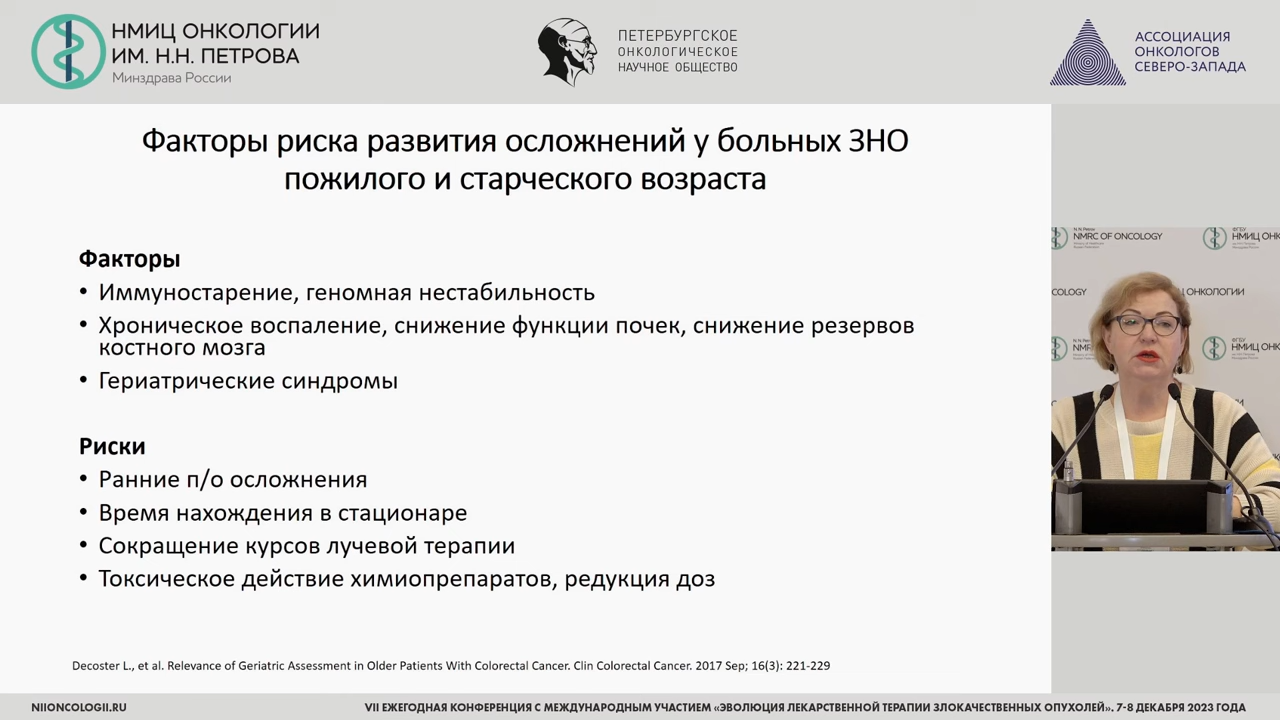 НМИЦ ОНКОЛОГИИ
ИМ. Н.Н. ПЕТРОВА
Минздрава России
ПЕТЕРБУРГСКОЕ
ОНКОЛОГИЧЕСКОЕ
НАУЧНОЕ ОБЩЕСТВО
АССОЦИАЦИЯ
ОНКОЛОГОВ
СЕВЕРО-ЗАПАДА
Факторы риска развития осложнений у больных ЗНО
пожилого и старческого возраста
Факторы
• Иммуностарение, геномная нестабильность
• Хроническое воспаление, снижение функции почек, снижение резервов
костного мозга
• Гериатрические синдромы
Риски
• Ранние п/о осложнения
• Время нахождения в стационаре
• Сокращение курсов лучевой терапии
• Токсическое действие химиопрепаратов, редукция доз
Decoster L., et al. Relevance of Geriatric Assessment in Older Patients With Colorectal Cancer. Clin Colorectal Cancer. 2017 Sep; 16(3): 221-229
NMRC OF ONCOLOGY
НМИЦ ОНК
COLOGY
Ц ОНКОЛОГИИ
НМИЦ ОНК
NIIONCOLOGII.RU
VII ЕЖЕГОДНАЯ КОНФЕРЕНЦИЯ С МЕЖДУНАРОДНЫМ УЧАСТИЕМ «ЭВОЛЮЦИЯ ЛЕКАРСТВЕННОЙ ТЕРАПИИ ЗЛОКАЧЕСТВЕННЫХ ОПУХОЛЕЙ». 7-8 ДЕКАБРЯ 2023 ГОДА